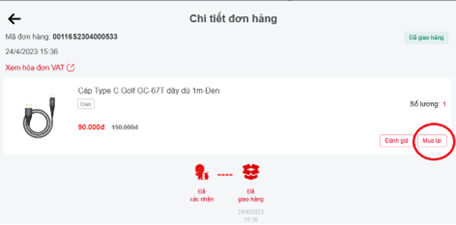 Chi tiết đơn hàng
Mã đơn hàng: 00116S2304000533
Đã giao hàng
24/4/2023 15:36
Xem hóa đơn VAT
Cáp Type C Golf GC-67T dây dù 1m Đen
Đen
Số lượng: 1
90.000đ 150.000đ
Đánh giá
Mua lại
Đã xác nhận
Đã giao hàng
24/4/2023
15:36